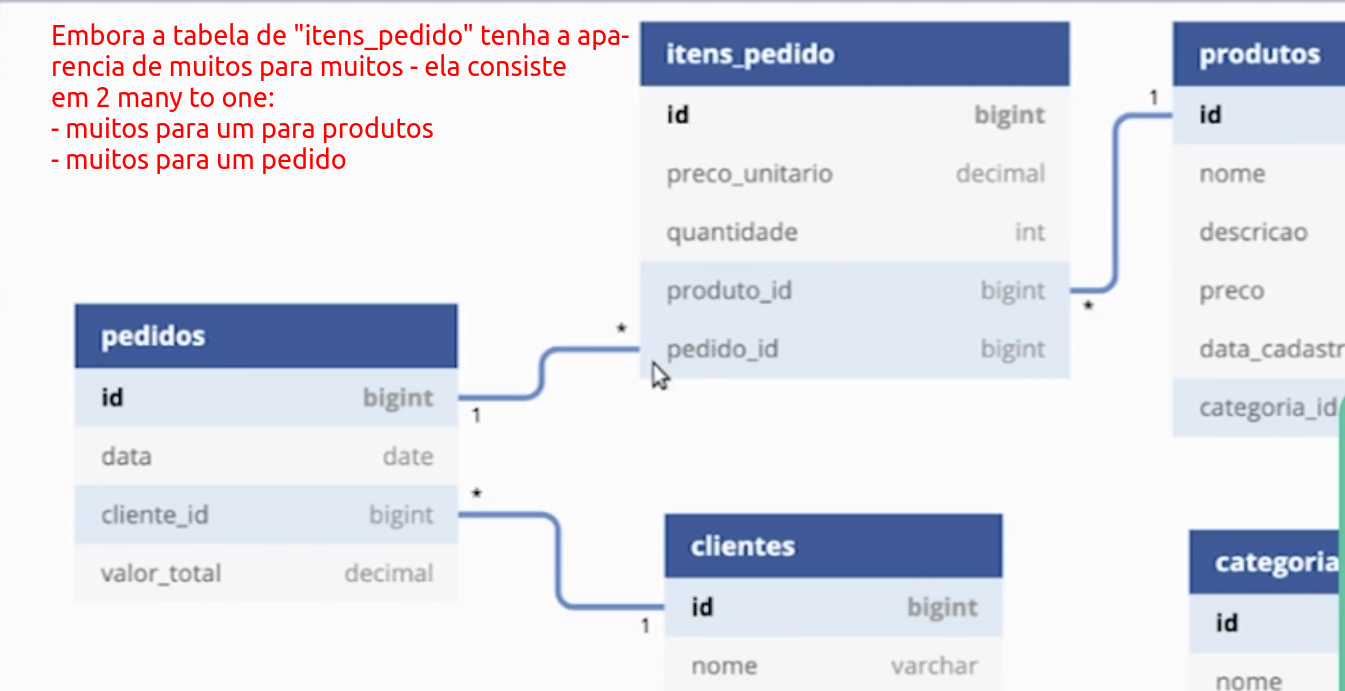 Embora a tabela de "itens_pedido" tenha a apa-
rencia de muitos para muitos - ela consiste
em 2 many to one:
- muitos para um para produtos
- muitos para um pedido
itens_pedido
id bigint
preco_unitario decimal
quantidade int
produto_id bigint
pedido_id bigint
*
*
1
produtos
id
nome
descricao
preco
data_cadastr
categoria_id
pedidos
id bigint
data date
cliente_id bigint
valor_total decimal
1
*
1
clientes
id bigint
nome varchar
categoria
id
nome